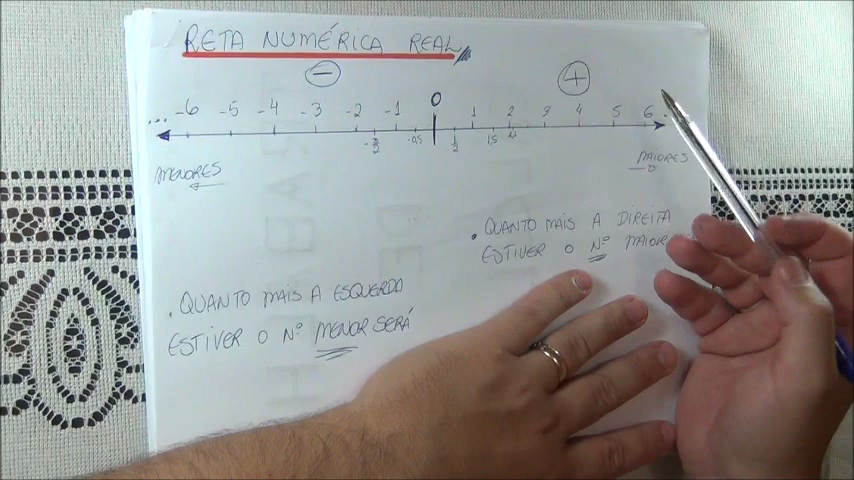 RETA NUMÉRICA REAL
- +
... -6 -5 -4 -3 -2 -1 0 1 2 3 4 5 6 .
-3/2 -0,5 1/2 1,5
MENORES MAIORES
. QUANTO MAIS A DIREITA
ESTIVER O Nº MAIOR
. QUANTO MAIS A ESQUERDA
ESTIVER O Nº MENOR SERÁ